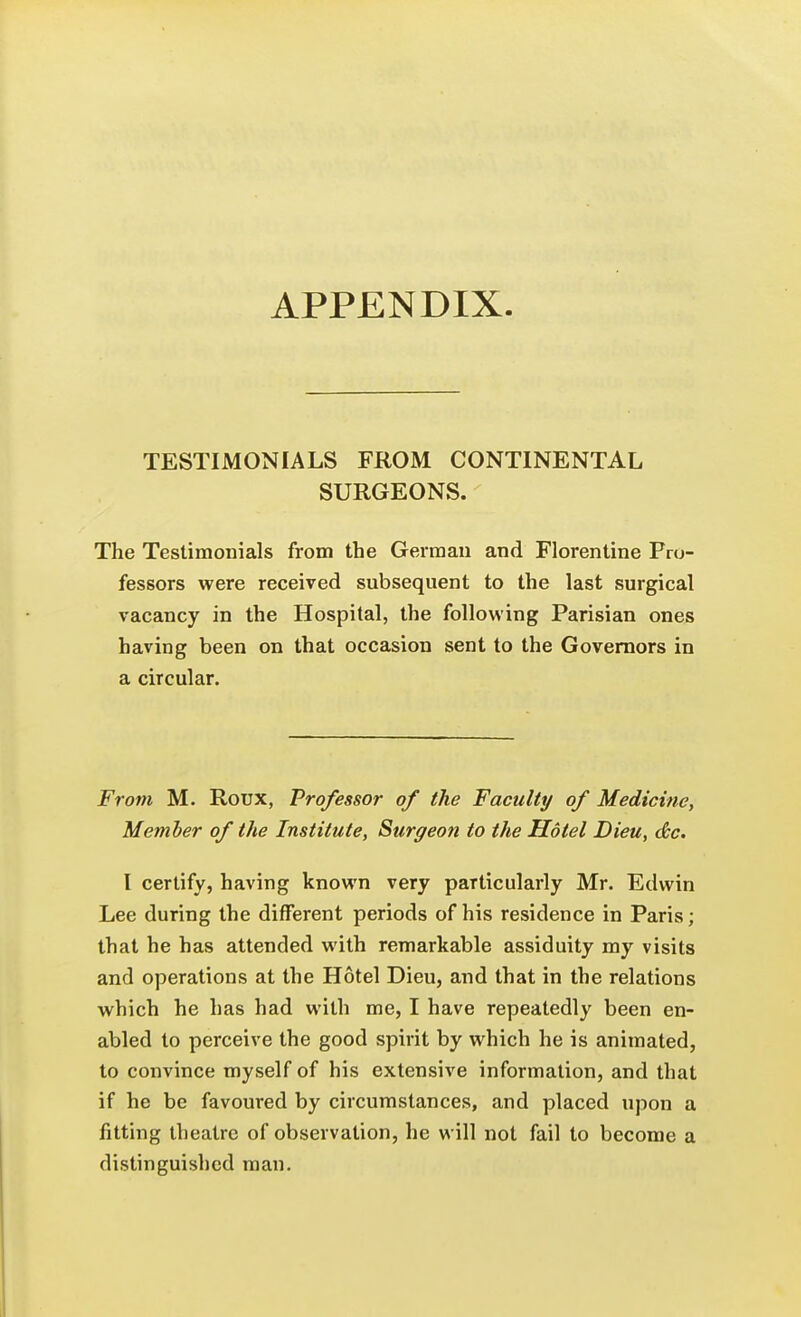 APPENDIX.
TESTIMONIALS FROM CONTINENTAL
SURGEONS.
The Testimonials from the German and Florentine Pro-
fessors were received subsequent to the last surgical
vacancy in the Hospital, the following Parisian ones
having been on that occasion sent to the Governors in
a circular.
From M. Roux, Professor of the Faculty of Medicine,
Member of the Institute, Surgeon to the Hôtel Dieu, &c.
I certify, having known very particularly Mr. Edwin
Lee during the different periods of his residence in Paris;
that he has attended with remarkable assiduity my visits
and operations at the Hôtel Dieu, and that in the relations
which he has had with me, I have repeatedly been en-
abled to perceive the good spirit by which he is animated,
to convince myself of his extensive information, and that
if he be favoured by circumstances, and placed upon a
fitting theatre of observation, he will not fail to become a
distinguished man.